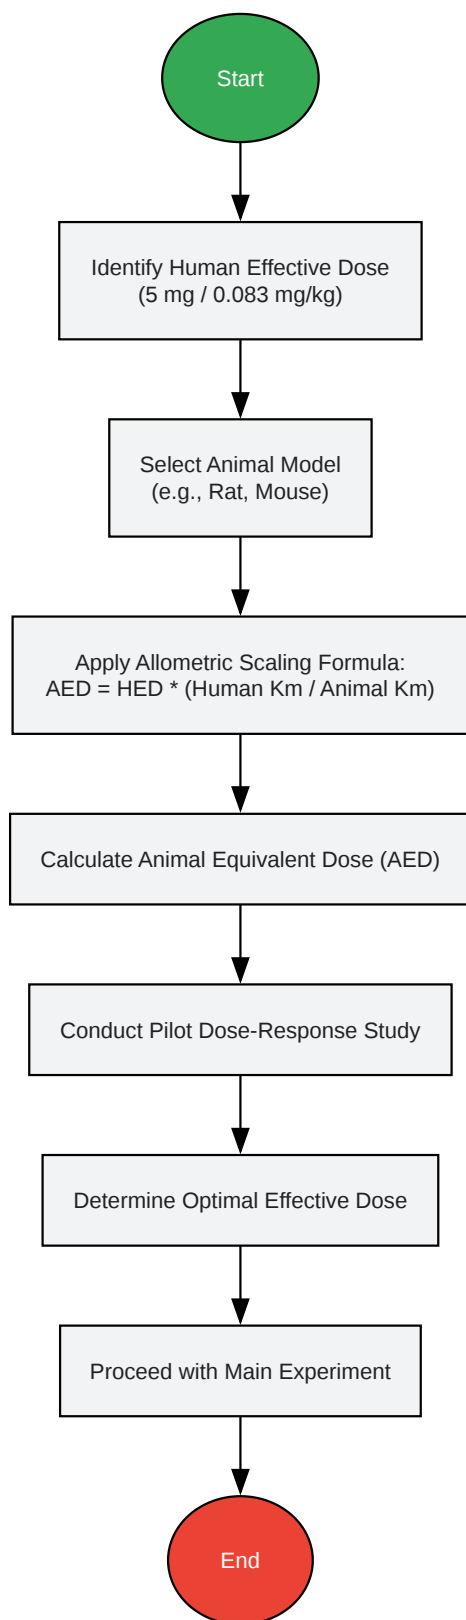 Start
Identify Human Effective Dose
(5 mg / 0.083 mg/kg)
Select Animal Model
(e.g., Rat, Mouse)
Apply Allometric Scaling Formula:
AED = HED * (Human Km / Animal Km)
Calculate Animal Equivalent Dose (AED)
Conduct Pilot Dose-Response Study
Determine Optimal Effective Dose
Proceed with Main Experiment
End